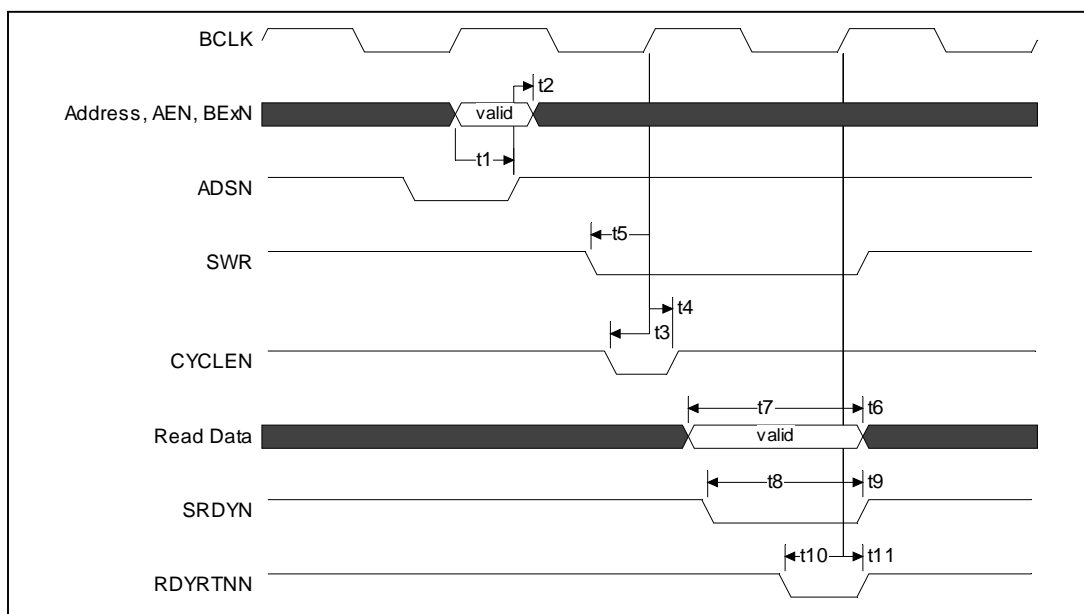 BCLK
t2
Address, AEN, BExN
valid
t1
ADSN
t5
SWR
t4
t3
CYCLEN
t7
t6
Read Data
valid
t8
t9
SRDYN
t10
t11
RDYRTNN